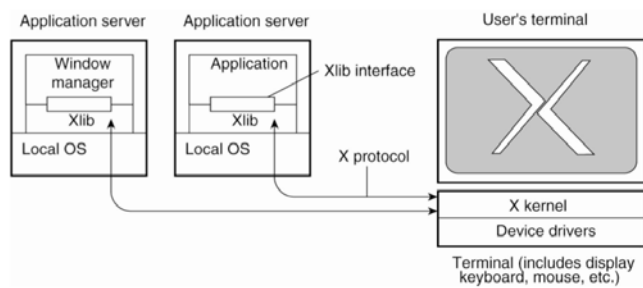 Application server
Application server
User's terminal
Window
manager
Application
Xlib interface
Xlib
Xlib
Local OS
Local OS
X protocol
X kernel
Device drivers
Terminal (includes display
keyboard, mouse, etc.)